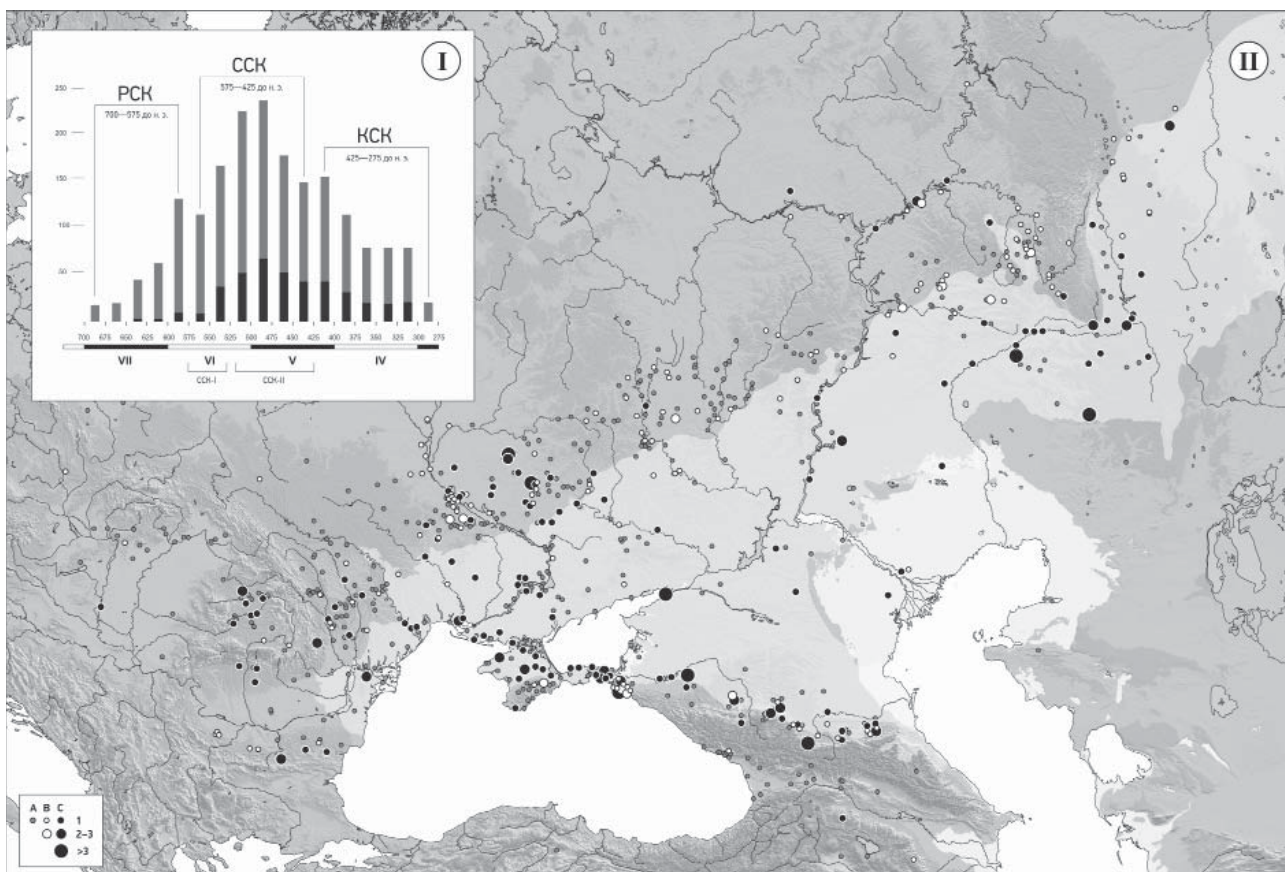 I
II
РСК
700—575 до н. э.
ССК
575—425 до н. э.
КСК
425—275 до н. э.
250
200
150
100
50
700 675 650 625 600 575 550 525 500 475 450 425 400 375 350 325 300 275
VII VI V IV
ССК-I ССК-II
A B C
1
2–3
>3